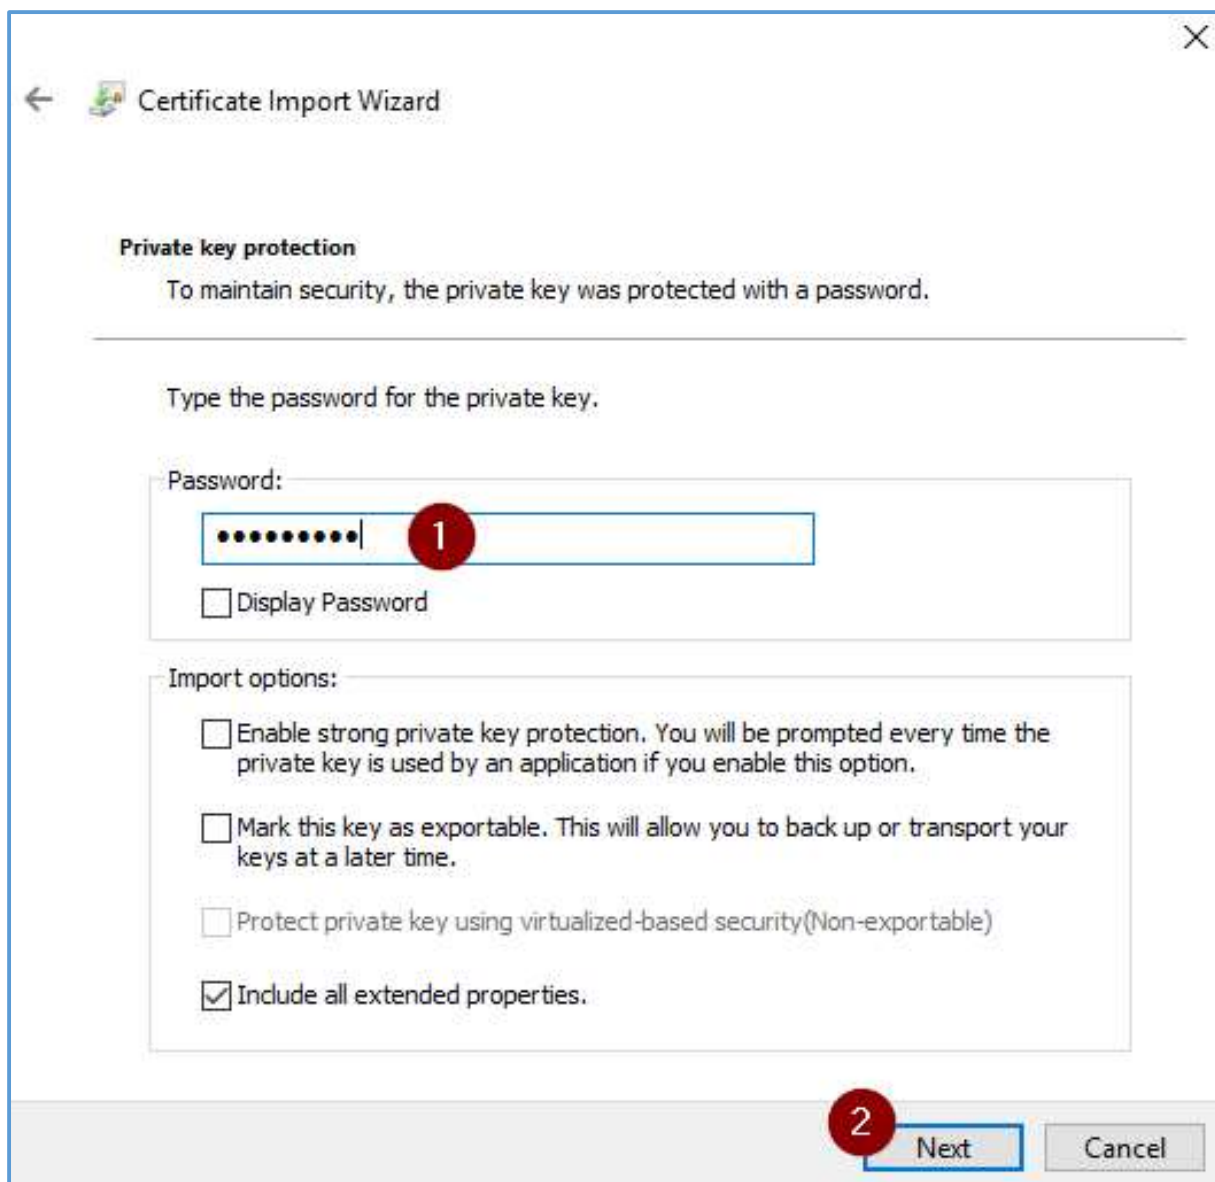 Certificate Import Wizard
Private key protection
To maintain security, the private key was protected with a password.
Type the password for the private key.
Password:
●●●●●●●●●
1
Display Password
Import options:
Enable strong private key protection. You will be prompted every time the
private key is used by an application if you enable this option.
Mark this key as exportable. This will allow you to back up or transport your
keys at a later time.
Protect private key using virtualized-based security(Non-exportable)
Include all extended properties.
2
Next
Cancel